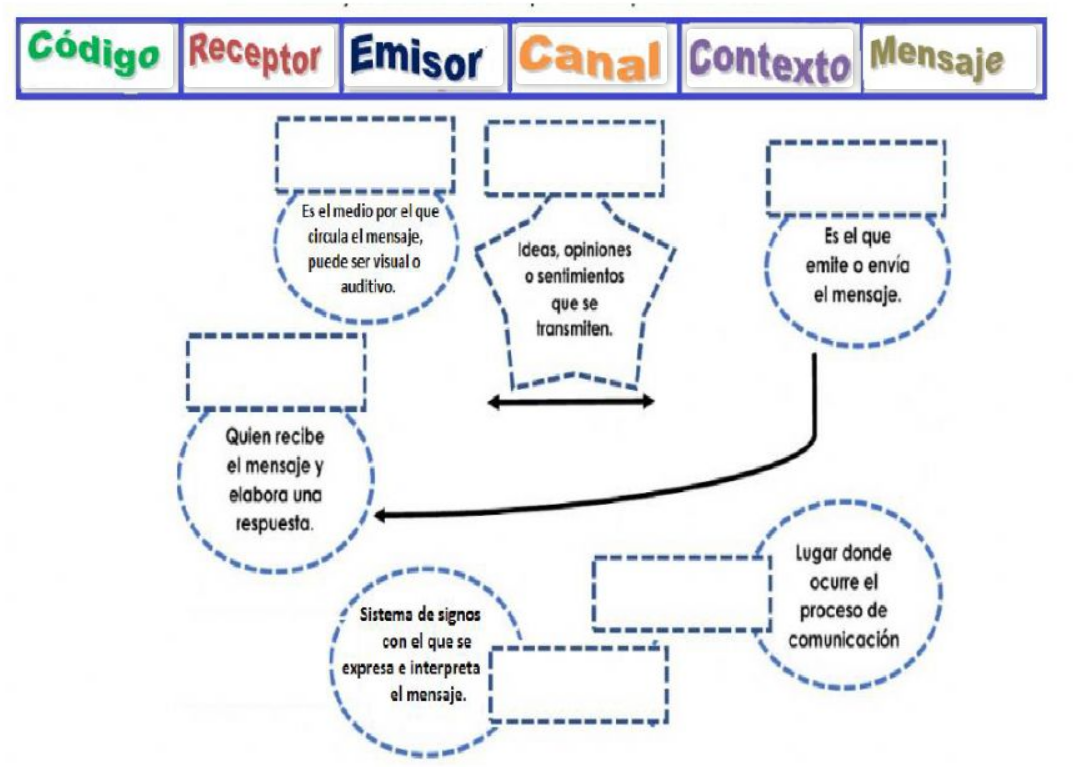 Código Receptor Emisor Canal Contexto Mensaje
Es el medio por el que
circula el mensaje,
puede ser visual o
auditivo.
Ideas, opiniones
o sentimientos
que se
transmiten.
Es el que
emite o envía
el mensaje.
Quien recibe
el mensaje y
elabora una
respuesta.
Lugar donde
ocurre el
proceso de
comunicación
Sistema de signos
con el que se
expresa e interpreta
el mensaje.